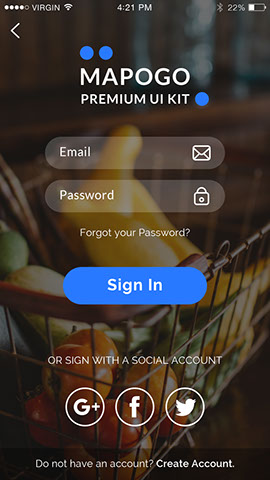 VIRGIN 4:21 PM 22%
MAPOGO
PREMIUM UI KIT
Email
Password
Forgot your Password?
Sign In
OR SIGN WITH A SOCIAL ACCOUNT
G+ f
Do not have an account? Create Account.